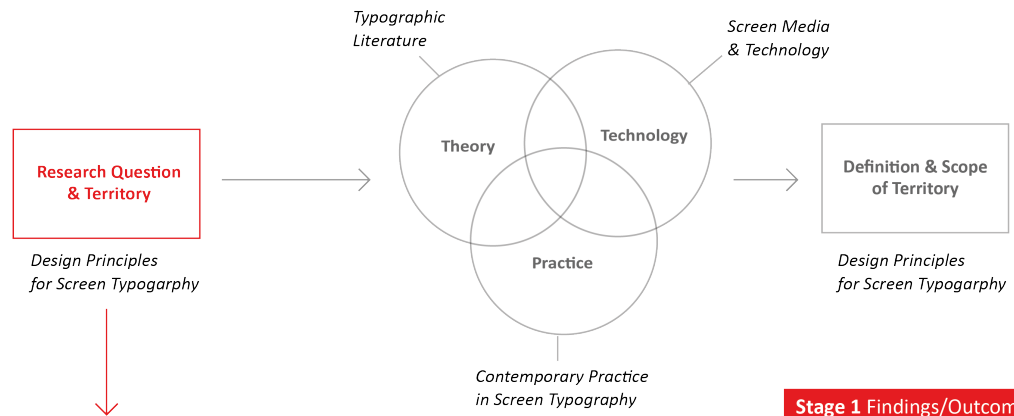 Typographic
Literature
Screen Media
& Technology
Theory
Technology
Research Question
& Territory
Definition & Scope
of Territory
Design Principles
for Screen Typogarphy
Practice
Design Principles
for Screen Typogarphy
Contemporary Practice
in Screen Typography
Stage 1 Findings/Outcom